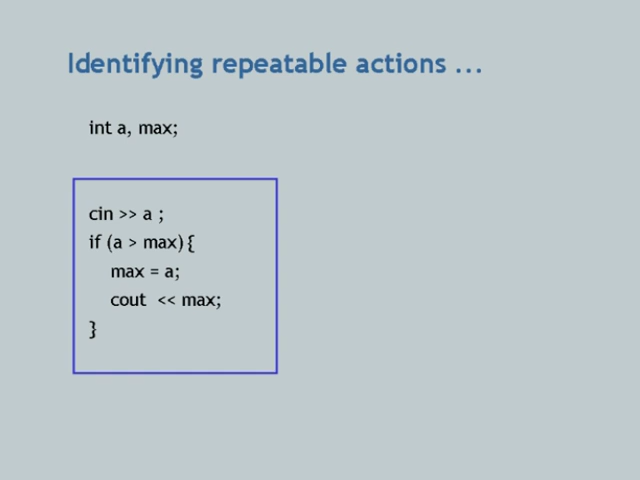 Identifying repeatable actions ...
int a, max;
cin >> a ;
if (a > max) {
max = a;
cout << max;
}